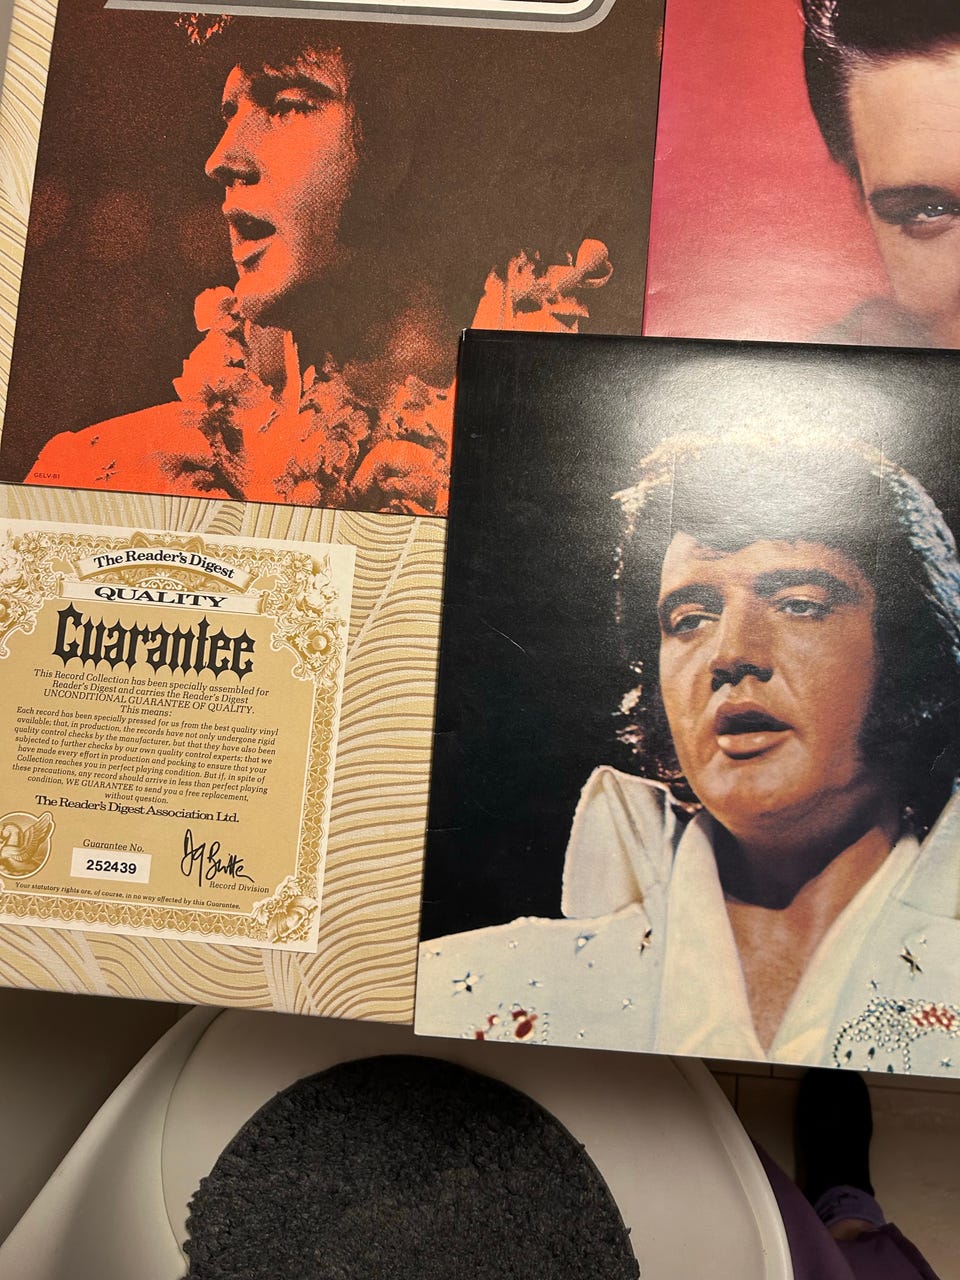 GELV-B1
The Reader's Digest
QUALITY
Guarantee
This Record Collection has been specially assembled for
Reader's Digest and carries the Reader's Digest
UNCONDITIONAL GUARANTEE OF QUALITY.
This means:
Each record has been specially pressed for us from the best quality vinyl
available; that, in production, the records have not only undergone rigid
quality control checks by the manufacturer, but that they have also been
subjected to further checks by our own quality control experts; that we
have made every effort in production and packing to ensure that your
Collection reaches you in perfect playing condition. But if, in spite of
these precautions, any record should arrive in less than perfect playing
condition, WE GUARANTEE to send you a free replacement,
without question.
The Reader's Digest Association Ltd.
Guarantee No.
252439
Record Division
Your statutory rights are, of course, in no way affected by this Guarantee.